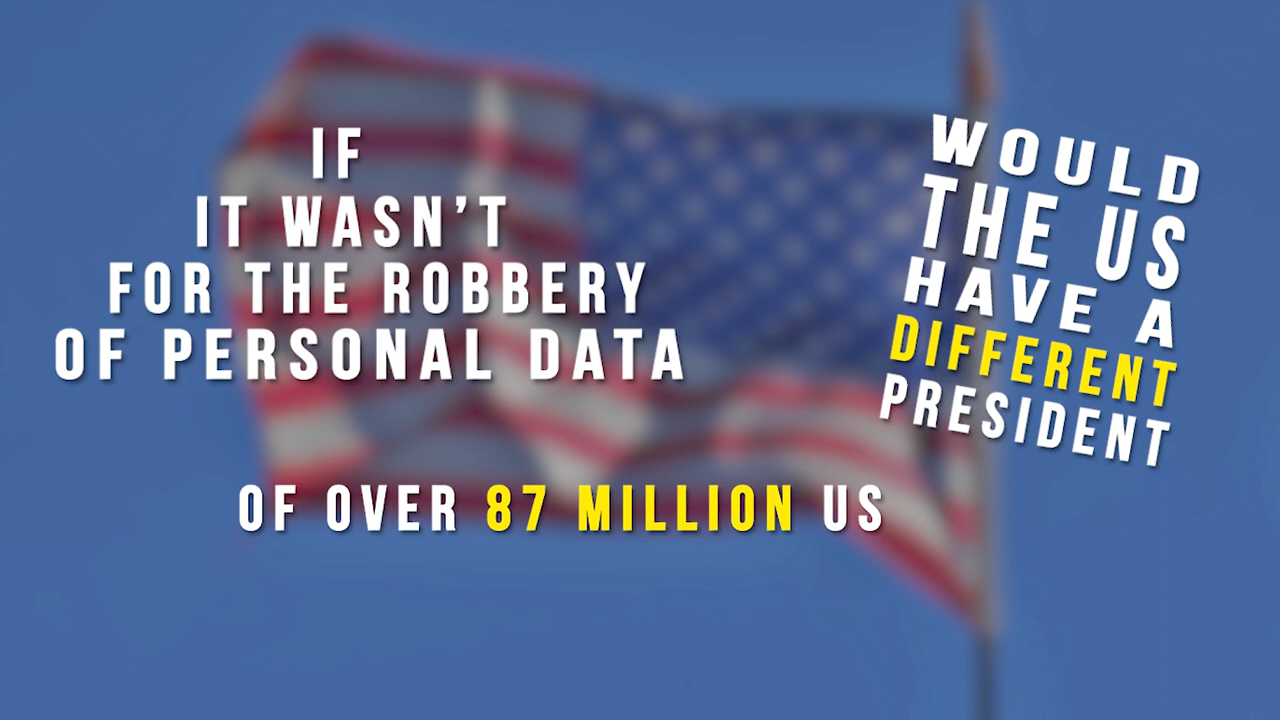 IF
IT WASN'T
FOR THE ROBBERY
OF PERSONAL DATA
OF OVER 87 MILLION US
WOULD
THE US
HAVE A
DIFFERENT
PRESIDENT